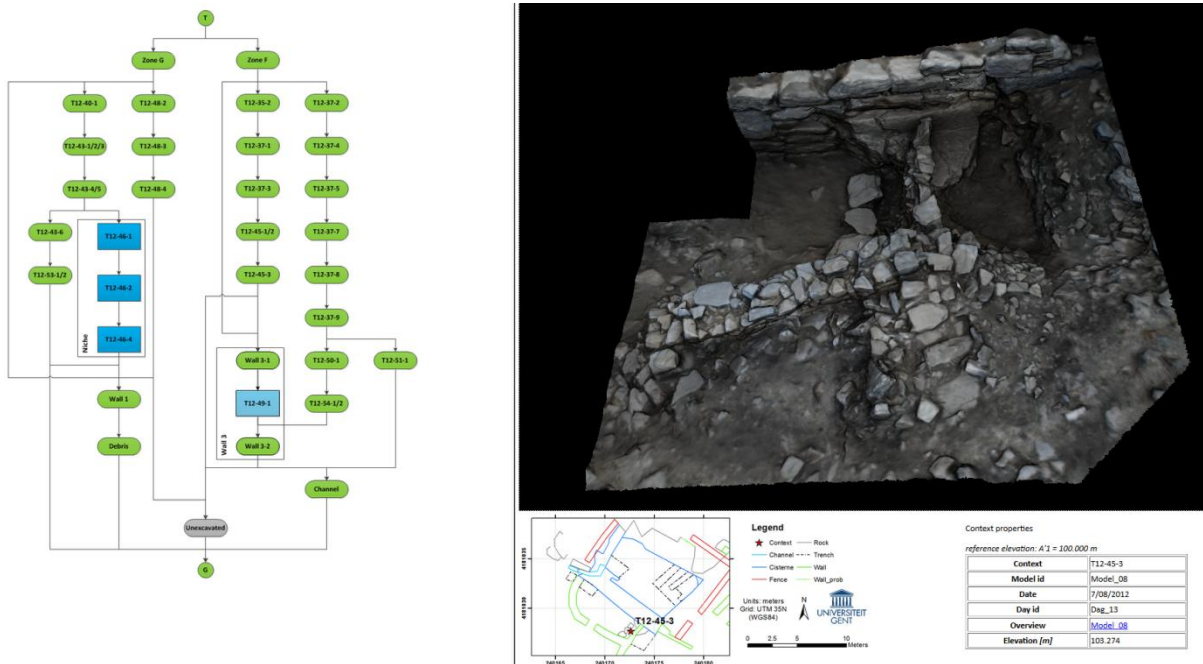 T
Zone G
Zone F
T12-40-1
T12-48-2
T12-35-2
T12-37-2
T12-43-1/2/3
T12-48-3
T12-37-1
T12-37-4
T12-43-4/5
T12-48-4
T12-37-3
T12-37-5
T12-43-6
T12-46-1
T12-45-1/2
T12-37-7
T12-53-1/2
T12-46-2
T12-45-3
T12-37-8
T12-46-4
T12-37-9
Niche
Wall 3-1
T12-50-1
T12-51-1
Wall 1
T12-49-1
T12-54-1/2
Debris
Wall 3-2
Wall 3
Channel
Unexcavated
G
4181035
4181030
240165
240170
240175
240180
T12-45-3
Legend
Context
Rock
Channel
Trench
Cisterne
Wall
Fence
Wall_prob
Units: meters
Grid: UTM 35N
(WGS84)
N
UNIVERSITEIT
GENT
0 2.5 5 10
Meters
Context properties
reference elevation: A'1 = 100.000 m
Context T12-45-3
Model id Model_08
Date 7/08/2012
Day id Dag_13
Overview Model_08
Elevation [m] 103.274